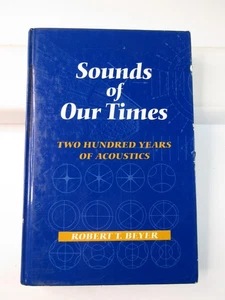 Sounds
of
Our Times
TWO HUNDRED YEARS
OF ACOUSTICS
ROBERT T. BEYER